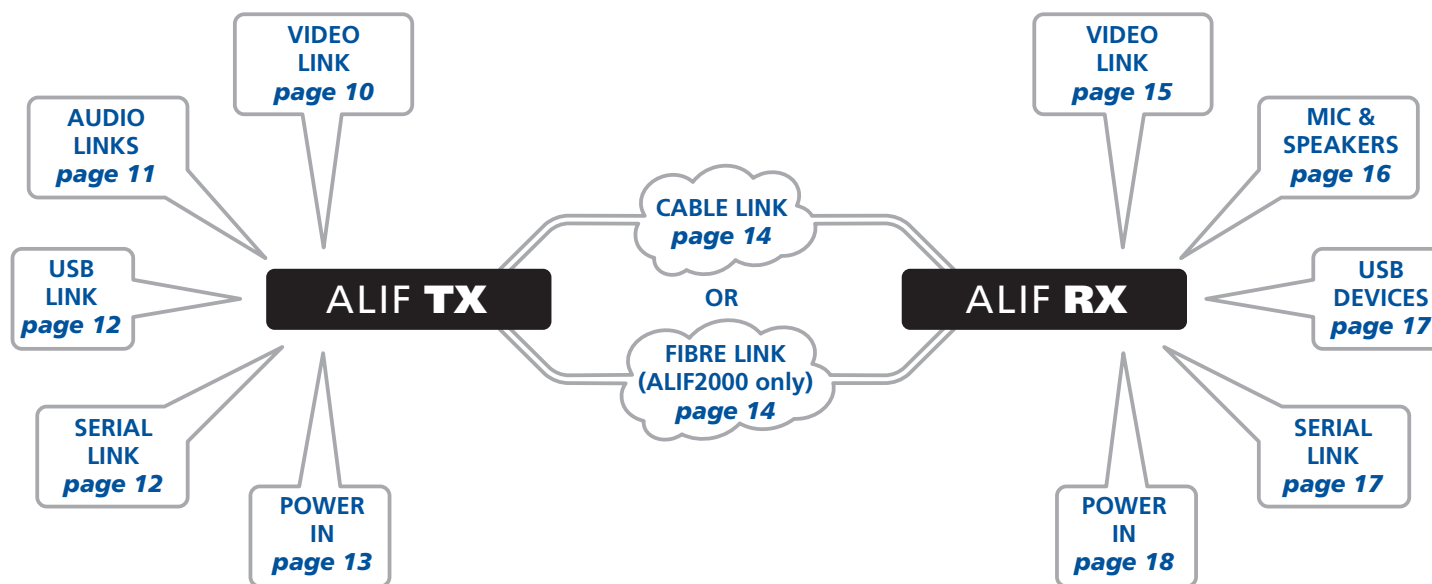 VIDEO
LINK
page 10
AUDIO
LINKS
page 11
USB
LINK
page 12
SERIAL
LINK
page 12
POWER
IN
page 13
ALIF TX
CABLE LINK
page 14
OR
FIBRE LINK
(ALIF2000 only)
page 14
ALIF RX
VIDEO
LINK
page 15
MIC &
SPEAKERS
page 16
USB
DEVICES
page 17
SERIAL
LINK
page 17
POWER
IN
page 18